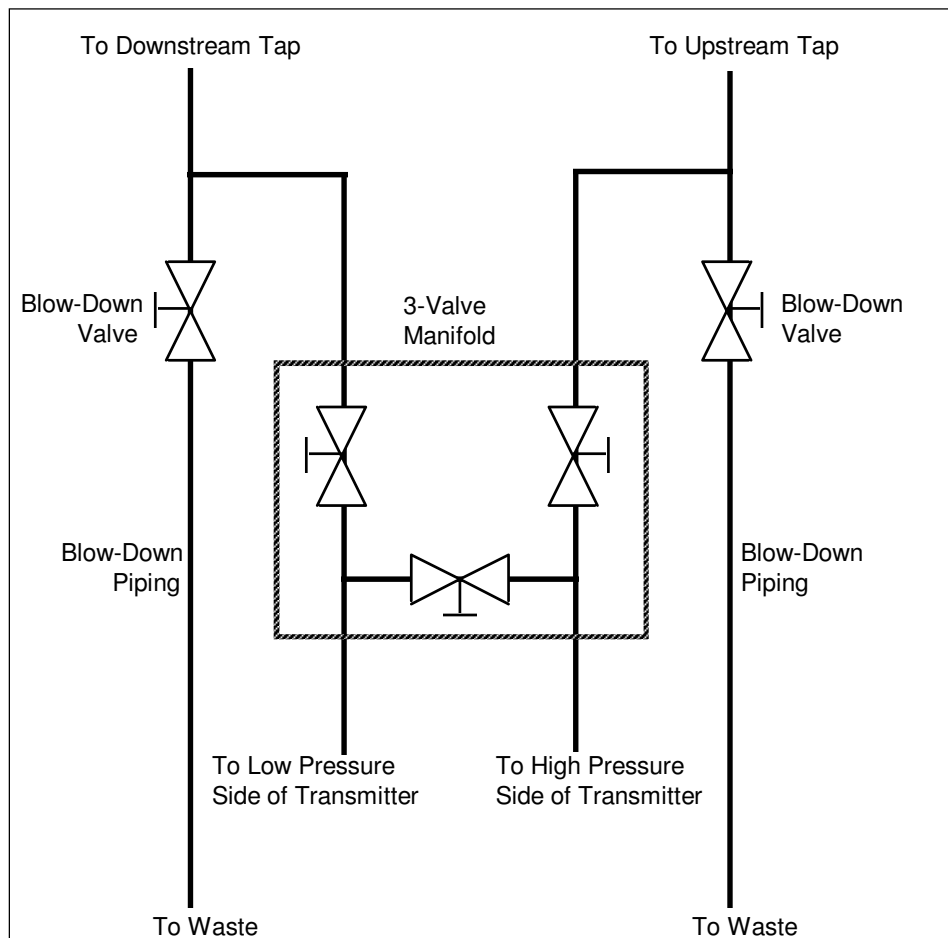 To Downstream Tap
To Upstream Tap
Blow-Down
Valve
3-Valve
Manifold
Blow-Down
Valve
Blow-Down
Piping
Blow-Down
Piping
To Low Pressure
Side of Transmitter
To High Pressure
Side of Transmitter
To Waste
To Waste